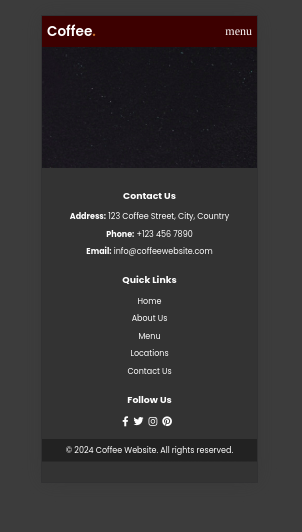 Coffee.
menu
Contact Us
Address: 123 Coffee Street, City, Country
Phone: +123 456 7890
Email: info@coffeewebsite.com
Quick Links
Home
About Us
Menu
Locations
Contact Us
Follow Us
© 2024 Coffee Website. All rights reserved.